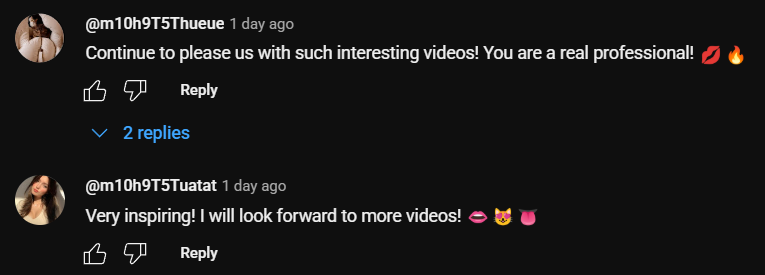 @m10h9T5Thueue 1 day ago
Continue to please us with such interesting videos! You are a real professional! 💋 🔥
Reply
2 replies
@m10h9T5Tuatat 1 day ago
Very inspiring! I will look forward to more videos! 👄 😻 👅
Reply